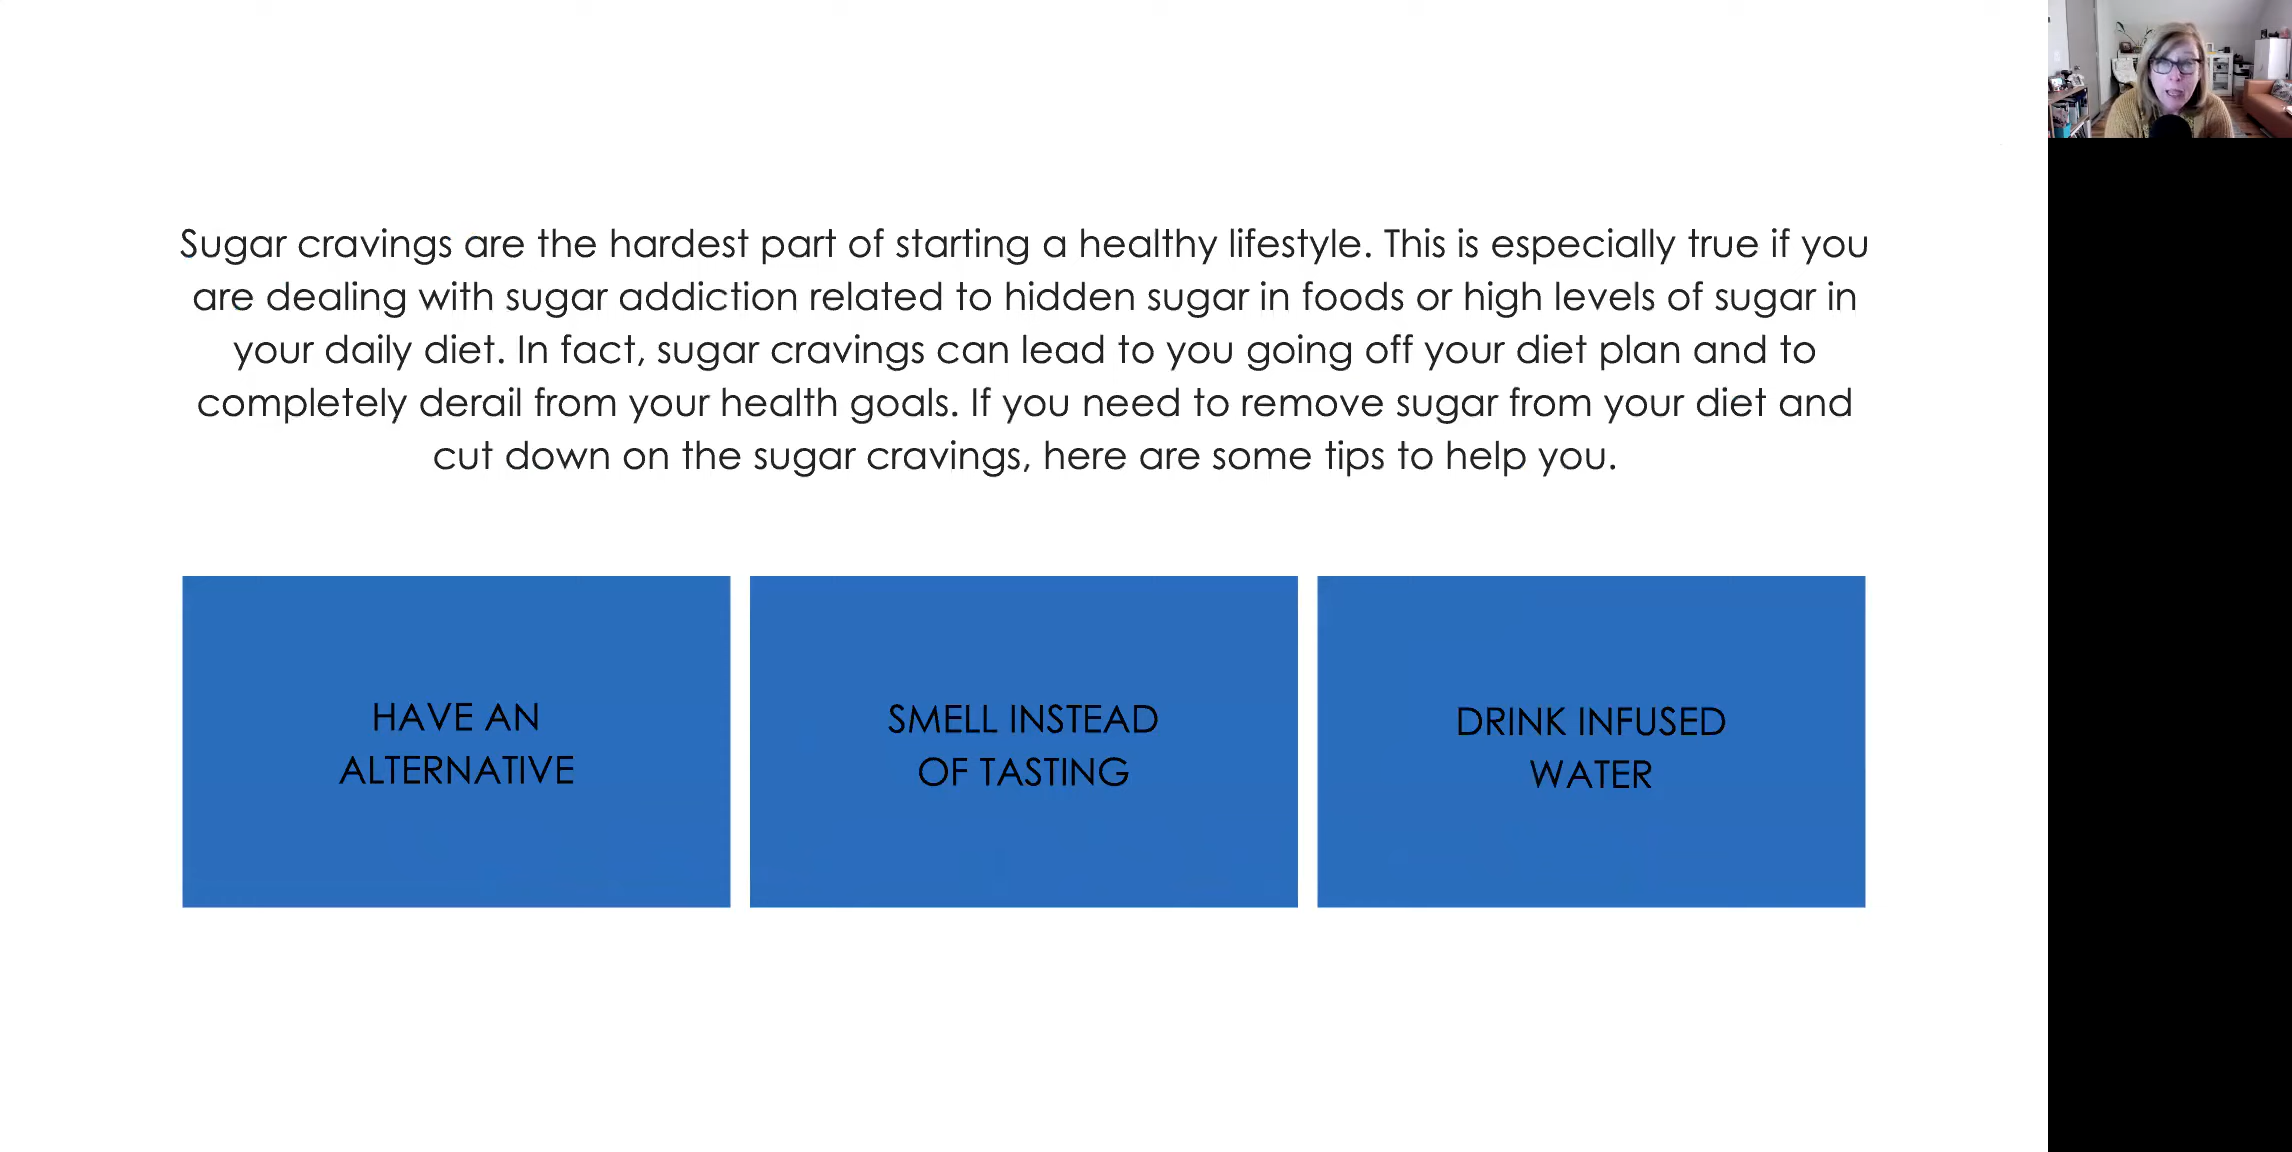 Sugar cravings are the hardest part of starting a healthy lifestyle. This is especially true if you
are dealing with sugar addiction related to hidden sugar in foods or high levels of sugar in
your daily diet. In fact, sugar cravings can lead to you going off your diet plan and to
completely derail from your health goals. If you need to remove sugar from your diet and
cut down on the sugar cravings, here are some tips to help you.
HAVE AN
ALTERNATIVE
SMELL INSTEAD
OF TASTING
DRINK INFUSED
WATER